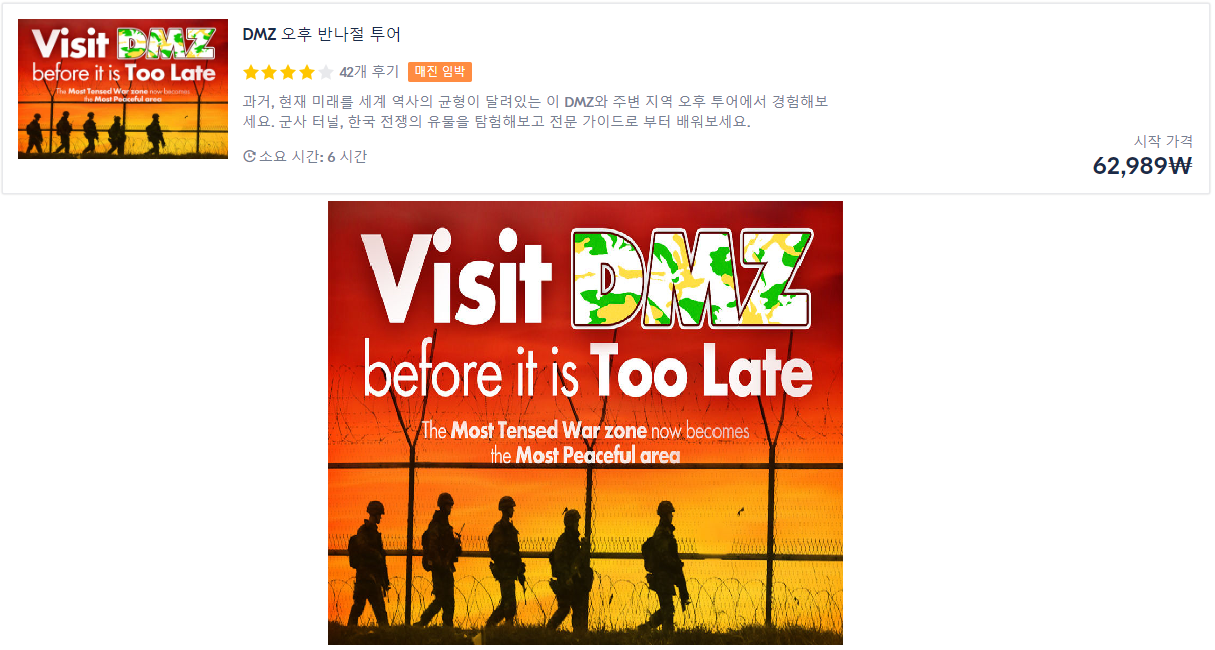 Visit DMZ
before it is Too Late
The Most Tensed War zone now becomes
the Most Peaceful area
DMZ 오후 반나절 투어
42개 후기 매진 임박
과거, 현재 미래를 세계 역사의 균형이 달려있는 이 DMZ와 주변 지역 오후 투어에서 경험해보
세요. 군사 터널, 한국 전쟁의 유물을 탐험해보고 전문 가이드로 부터 배워보세요.
소요 시간: 6 시간
시작 가격
62,989₩
Visit DMZ
before it is Too Late
The Most Tensed War zone now becomes
the Most Peaceful area